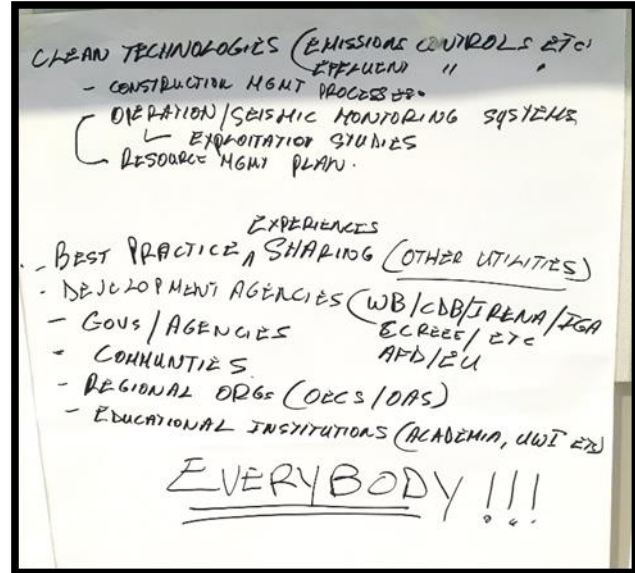 CLEAN TECHNOLOGIES (EMISSIONS CONTROLS ETC)
EFFLUENT "
- CONSTRUCTION MGMT PROCESSES.
- OPERATION/SEISMIC MONITORING SYSTEMS
EXPLOITATION STUDIES
- RESOURCE MGMT PLAN.
EXPERIENCES
- BEST PRACTICE ^ SHARING (OTHER UTILITIES)
- DEVELOPMENT AGENCIES (WB/CDB/IRENA/IGA
ECREEE/ETC
- GOVS/AGENCIES
AFD/EU
- COMMUNTIES
- REGIONAL ORGS (OECS/OAS)
- EDUCATIONAL INSTITUTIONS (ACADEMIA, UWI ETC)
EVERYBODY!!!